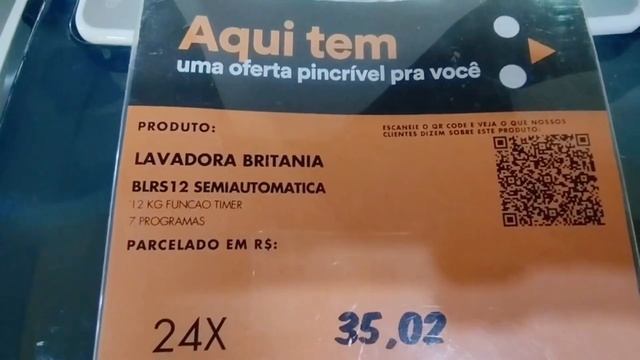 Aqui tem
uma oferta pincrível pra você
PRODUTO:
ESCANEIE O QR CODE E VEJA O QUE NOSSOS
CLIENTES DIZEM SOBRE ESTE PRODUTO:
LAVADORA BRITANIA
BLRS12 SEMIAUTOMATICA
12 KG FUNCAO TIMER
7 PROGRAMAS
PARCELADO EM R$:
24X 35,02